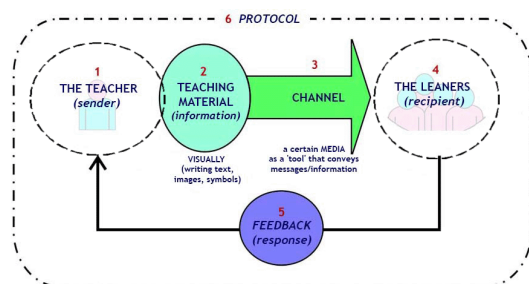 6 PROTOCOL
1
THE TEACHER
(sender)
2
TEACHING
MATERIAL
(information)
3
CHANNEL
4
THE LEANERS
(recipient)
VISUALLY
(writing text,
images, symbols)
a certain MEDIA
as a 'tool' that conveys
messages/information
5
FEEDBACK
(response)